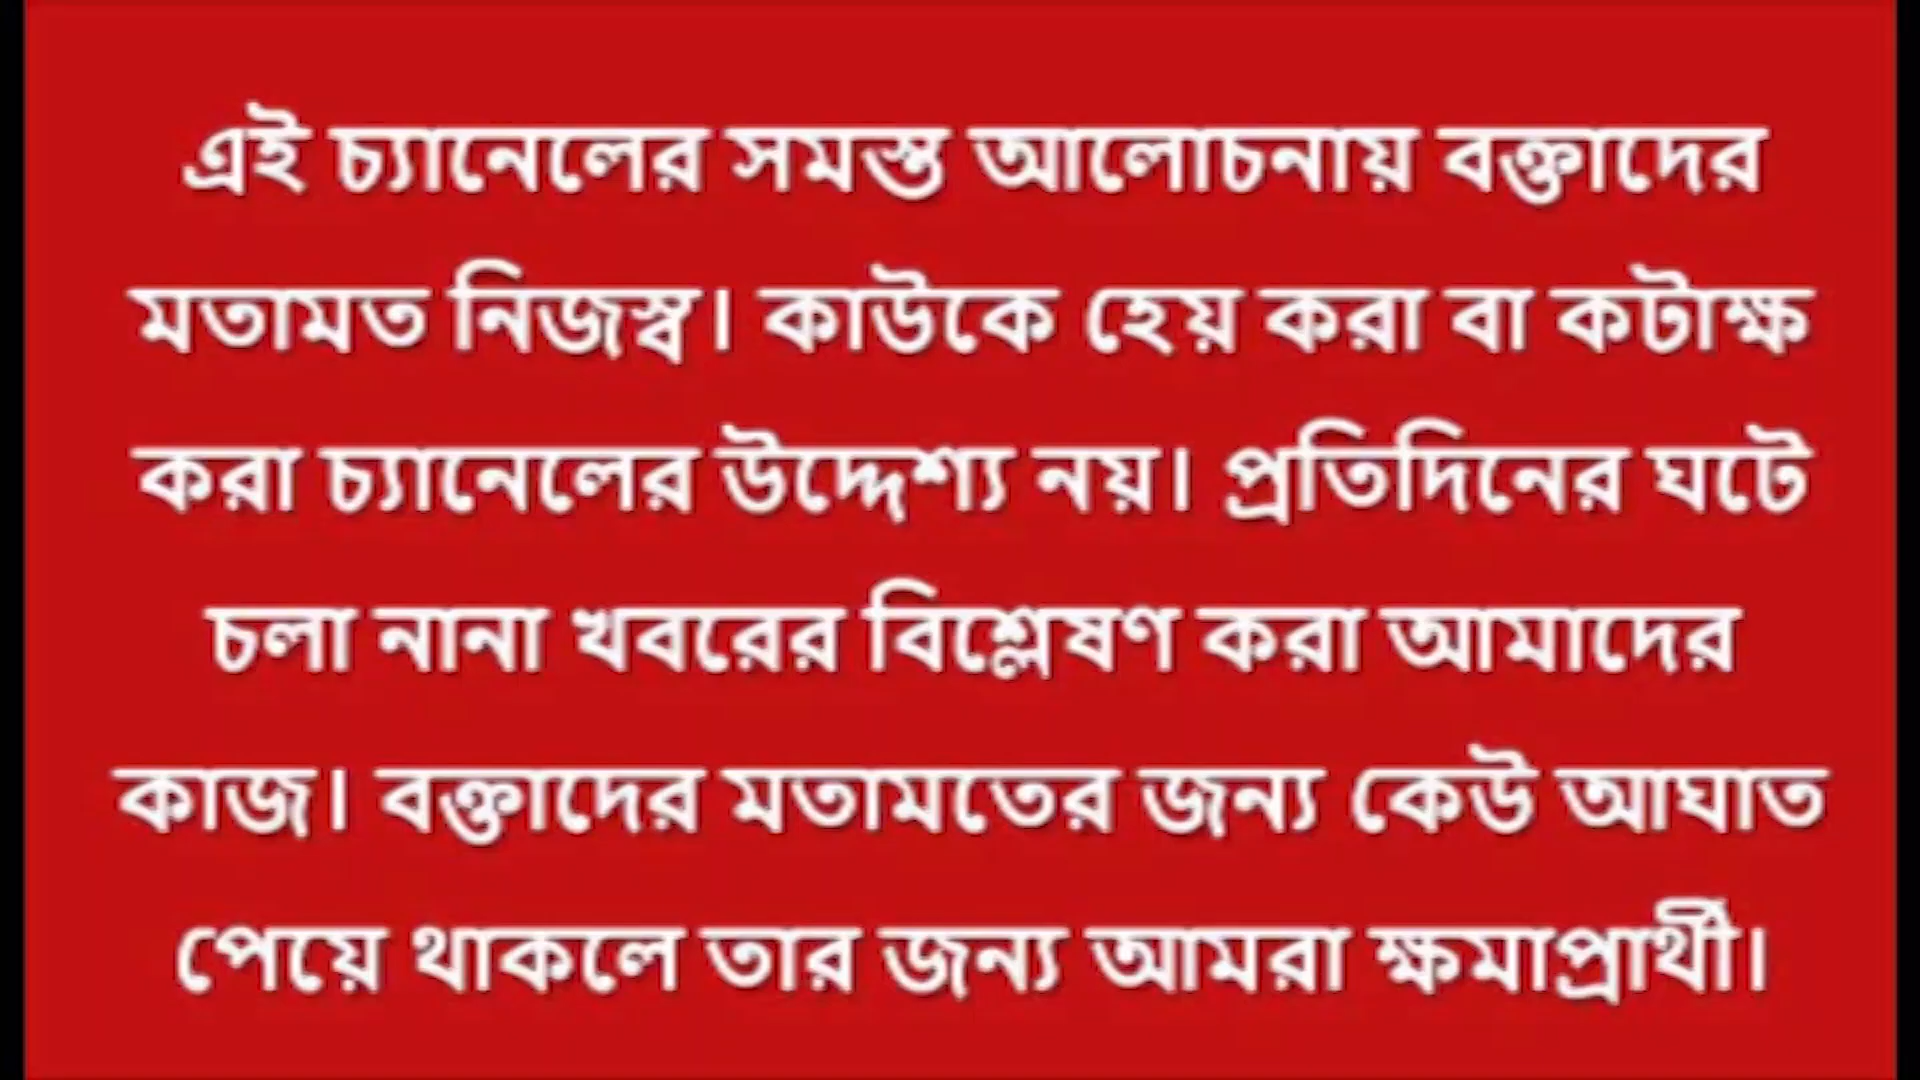 এই চ্যানেলের সমস্ত আলোচনায় বক্তাদের
মতামত নিজস্ব। কাউকে হেয় করা বা কটাক্ষ
করা চ্যানেলের উদ্দেশ্য নয়। প্রতিদিনের ঘটে
চলা নানা খবরের বিশ্লেষণ করা আমাদের
কাজ। বক্তাদের মতামতের জন্য কেউ আঘাত
পেয়ে থাকলে তার জন্য আমরা ক্ষমাপ্রার্থী।